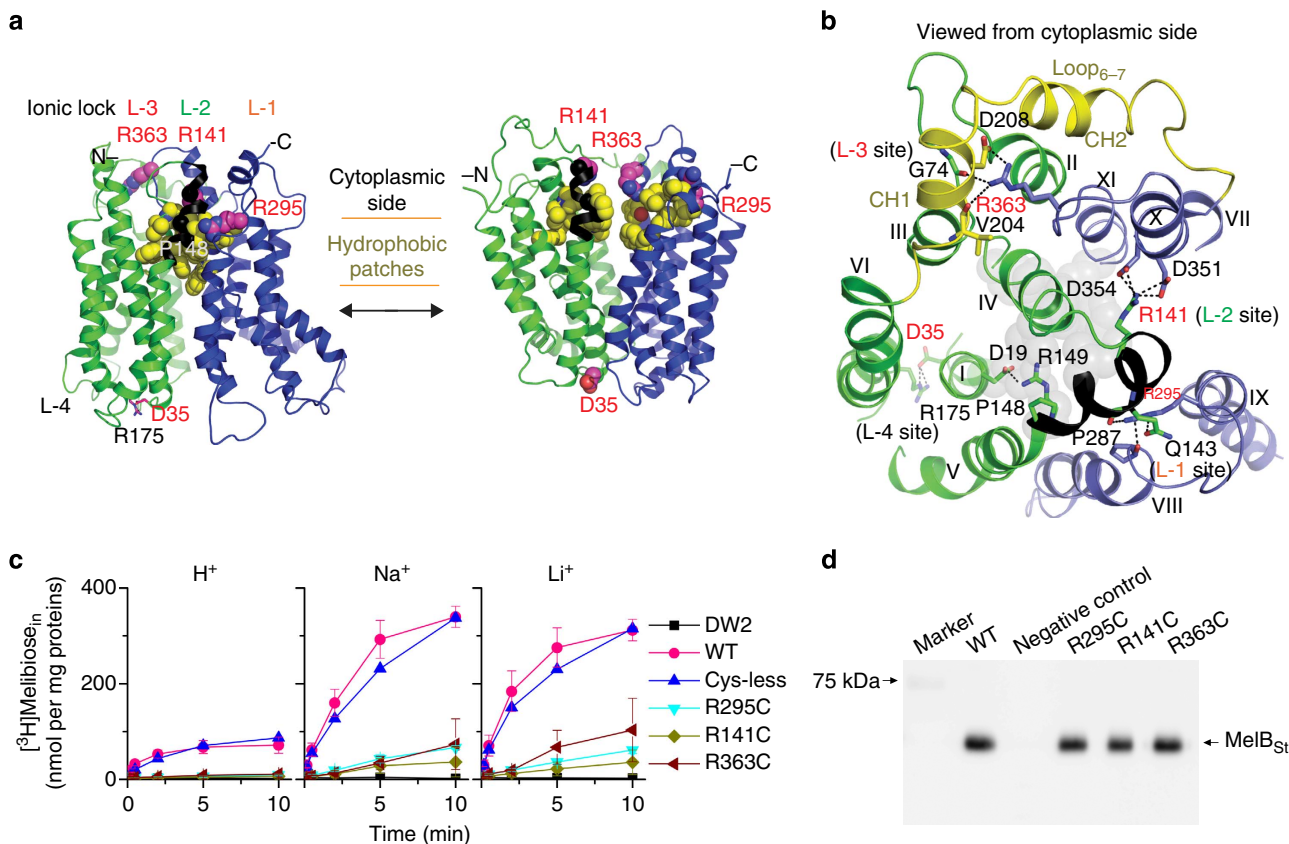 a
Ionic lock L-3 L-2 L-1
R363 R141
N–
-C
R295
P148
L-4
D35
R175
Cytoplasmic
side
Hydrophobic
patches
R141
R363
–N
–C
R295
D35
b
Viewed from cytoplasmic side
Loop6–7
D208
CH2
(L-3 site)
G74
II
XI
CH1
R363
X
VII
III
V204
VI
D351
IV
D354
R141 (L-2 site)
D35
D19
R149
I
R295
IX
R175
P148
(L-4 site)
P287
Q143
V
(L-1 site)
VIII
c
H+
Na+
Li+
[3H]Melibiosein
(nmol per mg proteins)
400
200
0
0 5 10
0 5 10
0 5 10
Time (min)
DW2
WT
Cys-less
R295C
R141C
R363C
d
Marker
WT
Negative control
R295C
R141C
R363C
75 kDa
MelBSt